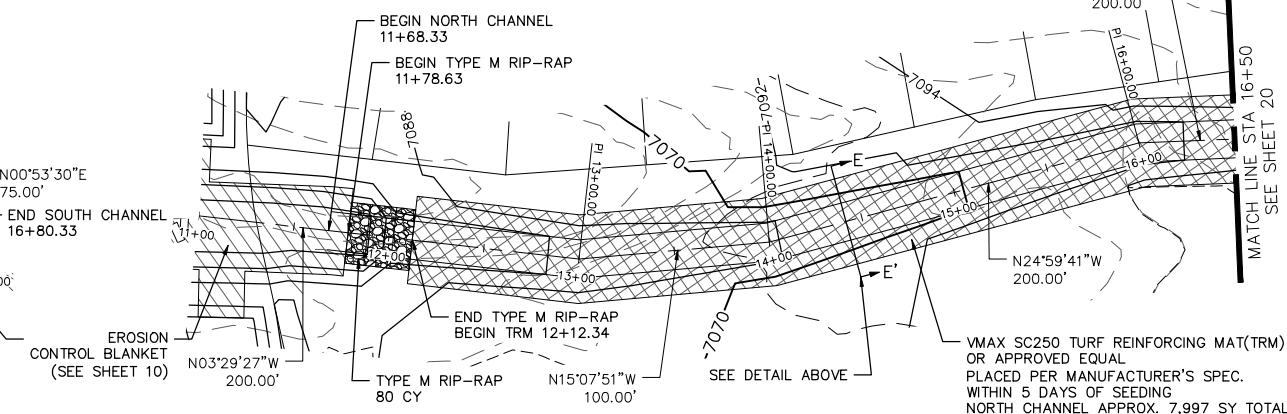 200.00'
BEGIN NORTH CHANNEL
11+68.33
BEGIN TYPE M RIP-RAP
11+78.63
PI 16+00.00
7094
7092
PI 14+00.00
7088
7070
PI 13+00.00
MATCH LINE STA 16+50
SEE SHEET 20
N00°53'30"E
75.00'
END SOUTH CHANNEL
16+80.33
11+00
12+00
13+00
14+00
15+00
16+00
E
E'
N24°59'41"W
200.00'
7070
END TYPE M RIP-RAP
BEGIN TRM 12+12.34
EROSION
CONTROL BLANKET
(SEE SHEET 10)
N03°29'27"W
200.00'
TYPE M RIP-RAP
80 CY
N15°07'51"W
100.00'
SEE DETAIL ABOVE
VMAX SC250 TURF REINFORCING MAT(TRM)
OR APPROVED EQUAL
PLACED PER MANUFACTURER'S SPEC.
WITHIN 5 DAYS OF SEEDING
NORTH CHANNEL APPROX. 7,997 SY TOTAL